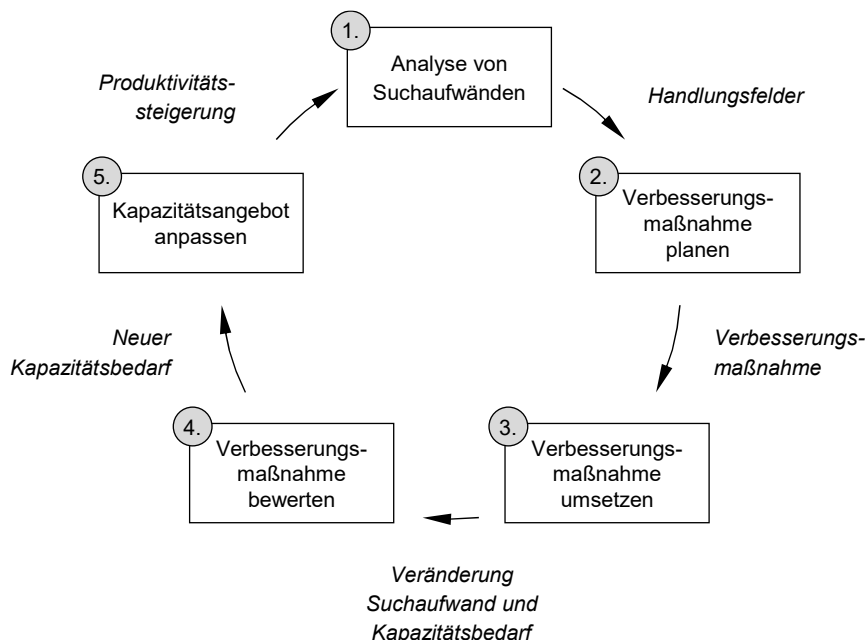 1.
Analyse von
Suchaufwänden
Handlungsfelder
2.
Verbesserungs-
maßnahme
planen
Verbesserungs-
maßnahme
3.
Verbesserungs-
maßnahme
umsetzen
Veränderung
Suchaufwand und
Kapazitätsbedarf
4.
Verbesserungs-
maßnahme
bewerten
Neuer
Kapazitätsbedarf
5.
Kapazitätsangebot
anpassen
Produktivitäts-
steigerung